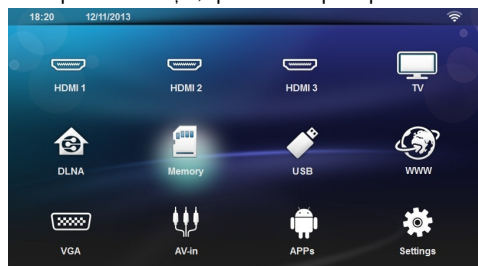 18:20 12/11/2013
HDMI 1 HDMI 2 HDMI 3 TV
DLNA Memory USB WWW
VGA AV-in APPs Settings